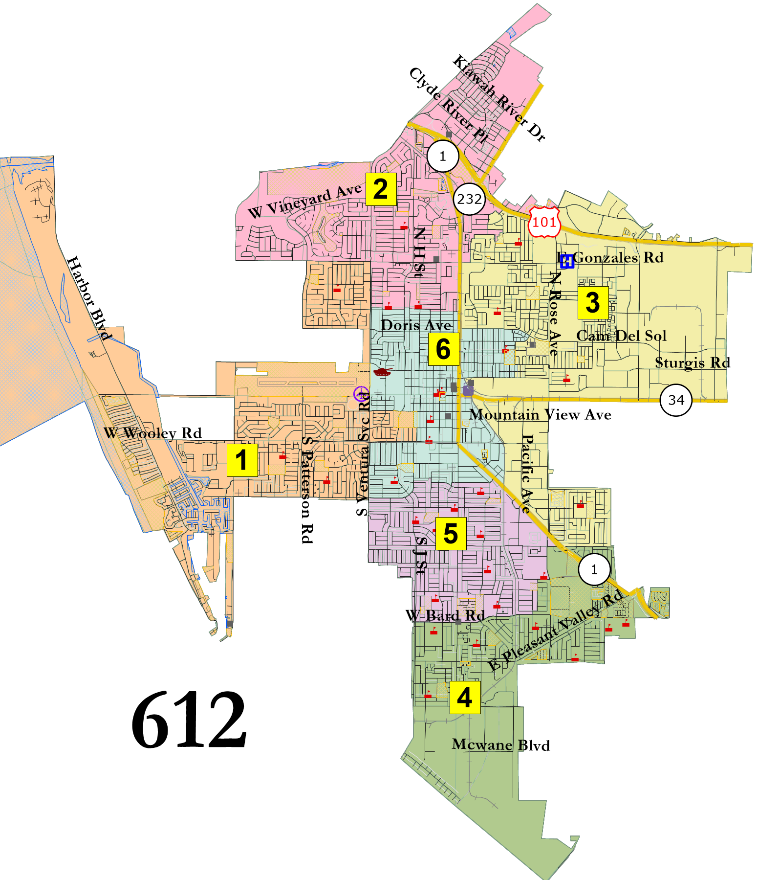 Kiawah River Dr
Clyde River Pl
1
232
2
W Vineyard Ave
101
N H St
Gonzales Rd
H
N Rose Ave
3
Harbor Blvd
Doris Ave
6
Cam Del Sol
Sturgis Rd
34
Mountain View Ave
W Wooley Rd
1
S Patterson Rd
S Ventura Rd
Pacific Ave
5
S J St
1
W Bard Rd
E Pleasant Valley Rd
4
612
Mcwane Blvd